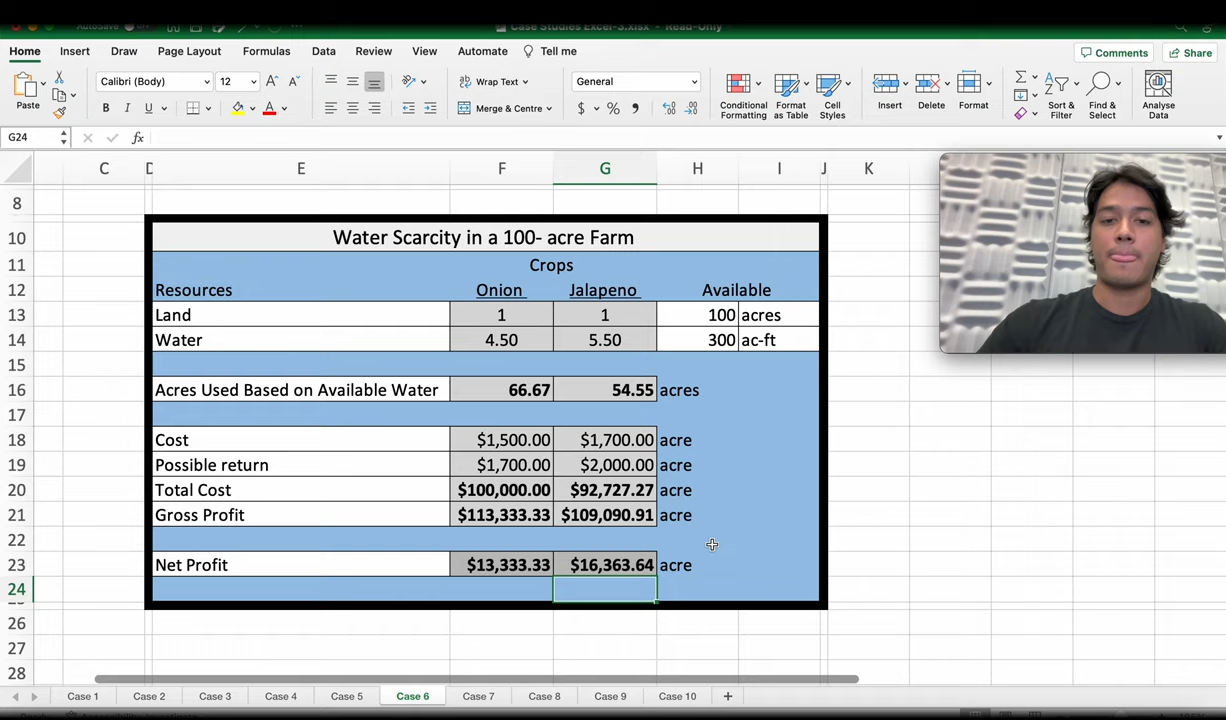 AutoSave
Case Studies Excel-3.xlsx - Read-Only
Home Insert Draw Page Layout Formulas Data Review View Automate Tell me Comments Share
Paste Calibri (Body) 12 A^ A˅ Wrap Text General Conditional Formatting Format as Table Cell Styles Insert Delete Format Sort & Filter Find & Select Analyse Data
B I U A Merge & Centre $ % ,
G24 fx
C D E F G H I J K
8
10 Water Scarcity in a 100- acre Farm
11 Crops
12 Resources Onion Jalapeno Available
13 Land 1 1 100 acres
14 Water 4.50 5.50 300 ac-ft
15
16 Acres Used Based on Available Water 66.67 54.55 acres
17
18 Cost $1,500.00 $1,700.00 acre
19 Possible return $1,700.00 $2,000.00 acre
20 Total Cost $100,000.00 $92,727.27 acre
21 Gross Profit $113,333.33 $109,090.91 acre
22
23 Net Profit $13,333.33 $16,363.64 acre
24
26
27
28
Case 1 Case 2 Case 3 Case 4 Case 5 Case 6 Case 7 Case 8 Case 9 Case 10 +